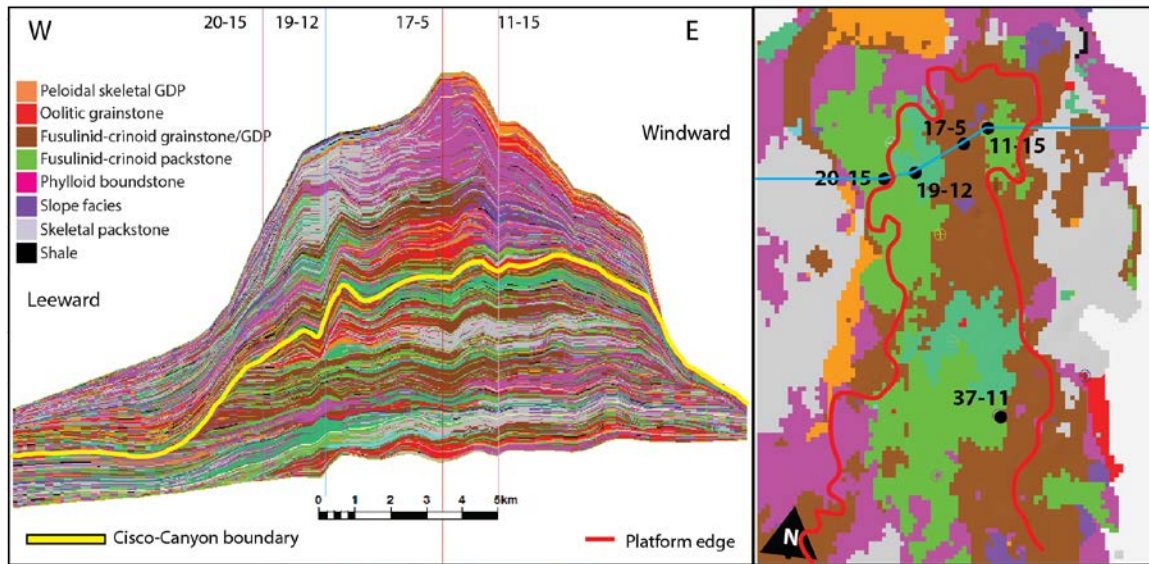 W
20-15
19-12
17-5
11-15
E
Peloidal skeletal GDP
Oolitic grainstone
Fusulinid-crinoid grainstone/GDP
Fusulinid-crinoid packstone
Phylloid boundstone
Slope facies
Skeletal packstone
Shale
Windward
Leeward
0 1 2 3 4 5km
Cisco-Canyon boundary
Platform edge
17-5
11-15
20-15
19-12
37-11
N